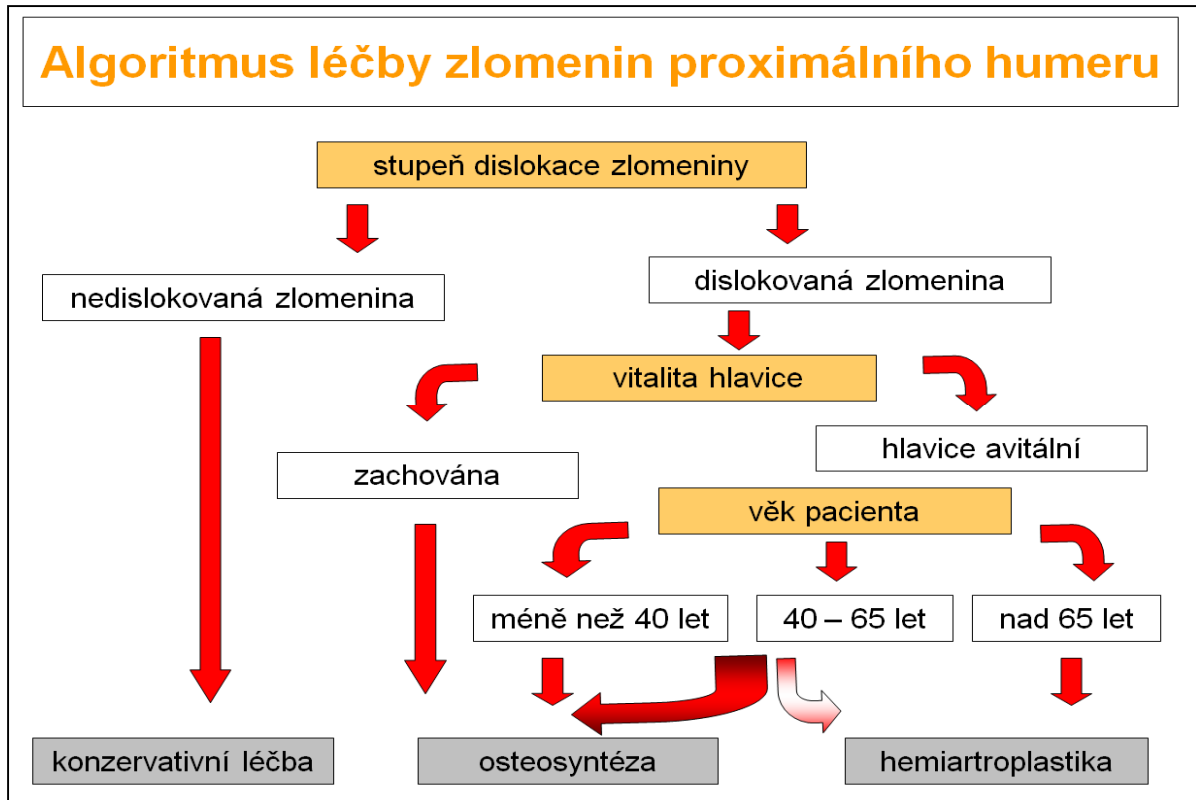 Algoritmus léčby zlomenin proximálního humeru
stupeň dislokace zlomeniny
nedislokovaná zlomenina
dislokovaná zlomenina
vitalita hlavice
zachována
hlavice avitální
věk pacienta
méně než 40 let
40 – 65 let
nad 65 let
konzervativní léčba
osteosyntéza
hemiartroplastika